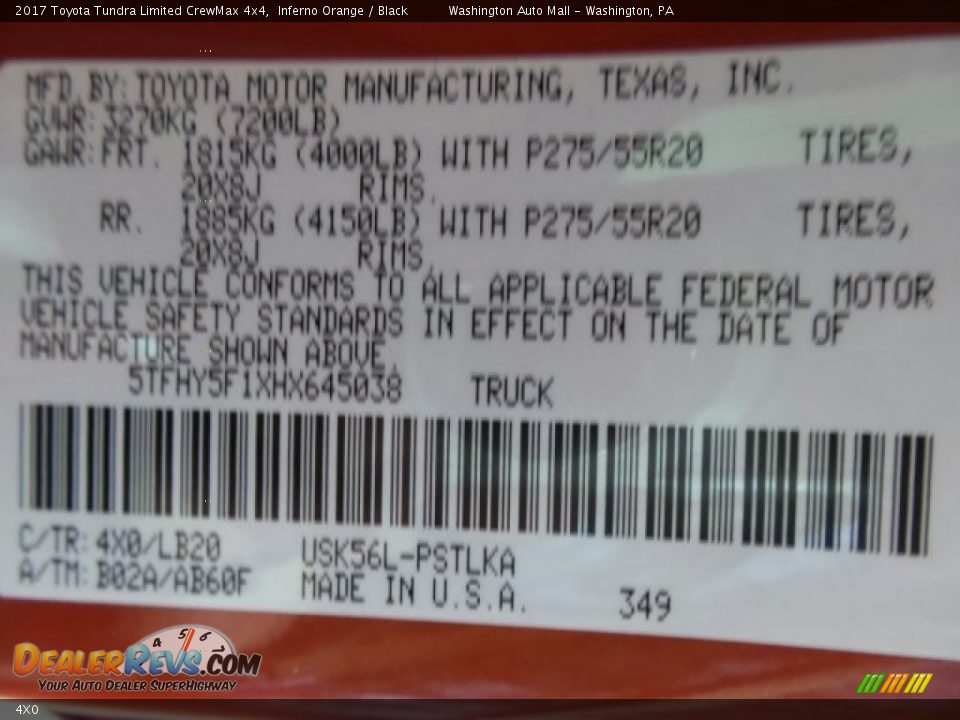 2017 Toyota Tundra Limited CrewMax 4x4, Inferno Orange / Black Washington Auto Mall - Washington, PA
MFD. BY: TOYOTA MOTOR MANUFACTURING, TEXAS, INC.
GVWR: 3270KG (7200LB)
GAWR: FRT. 1815KG (4000LB) WITH P275/55R20 TIRES,
20X8J RIMS.
RR. 1885KG (4150LB) WITH P275/55R20 TIRES,
20X8J RIMS.
THIS VEHICLE CONFORMS TO ALL APPLICABLE FEDERAL MOTOR
VEHICLE SAFETY STANDARDS IN EFFECT ON THE DATE OF
MANUFACTURE SHOWN ABOVE.
5TFHY5F1XHX645038 TRUCK
C/TR: 4X0/LB20 USK56L-PSTLKA
A/TM: B02A/AB60F MADE IN U.S.A. 349
4 5 6 7
DEALERREVS.COM
YOUR AUTO DEALER SUPERHIGHWAY
4X0